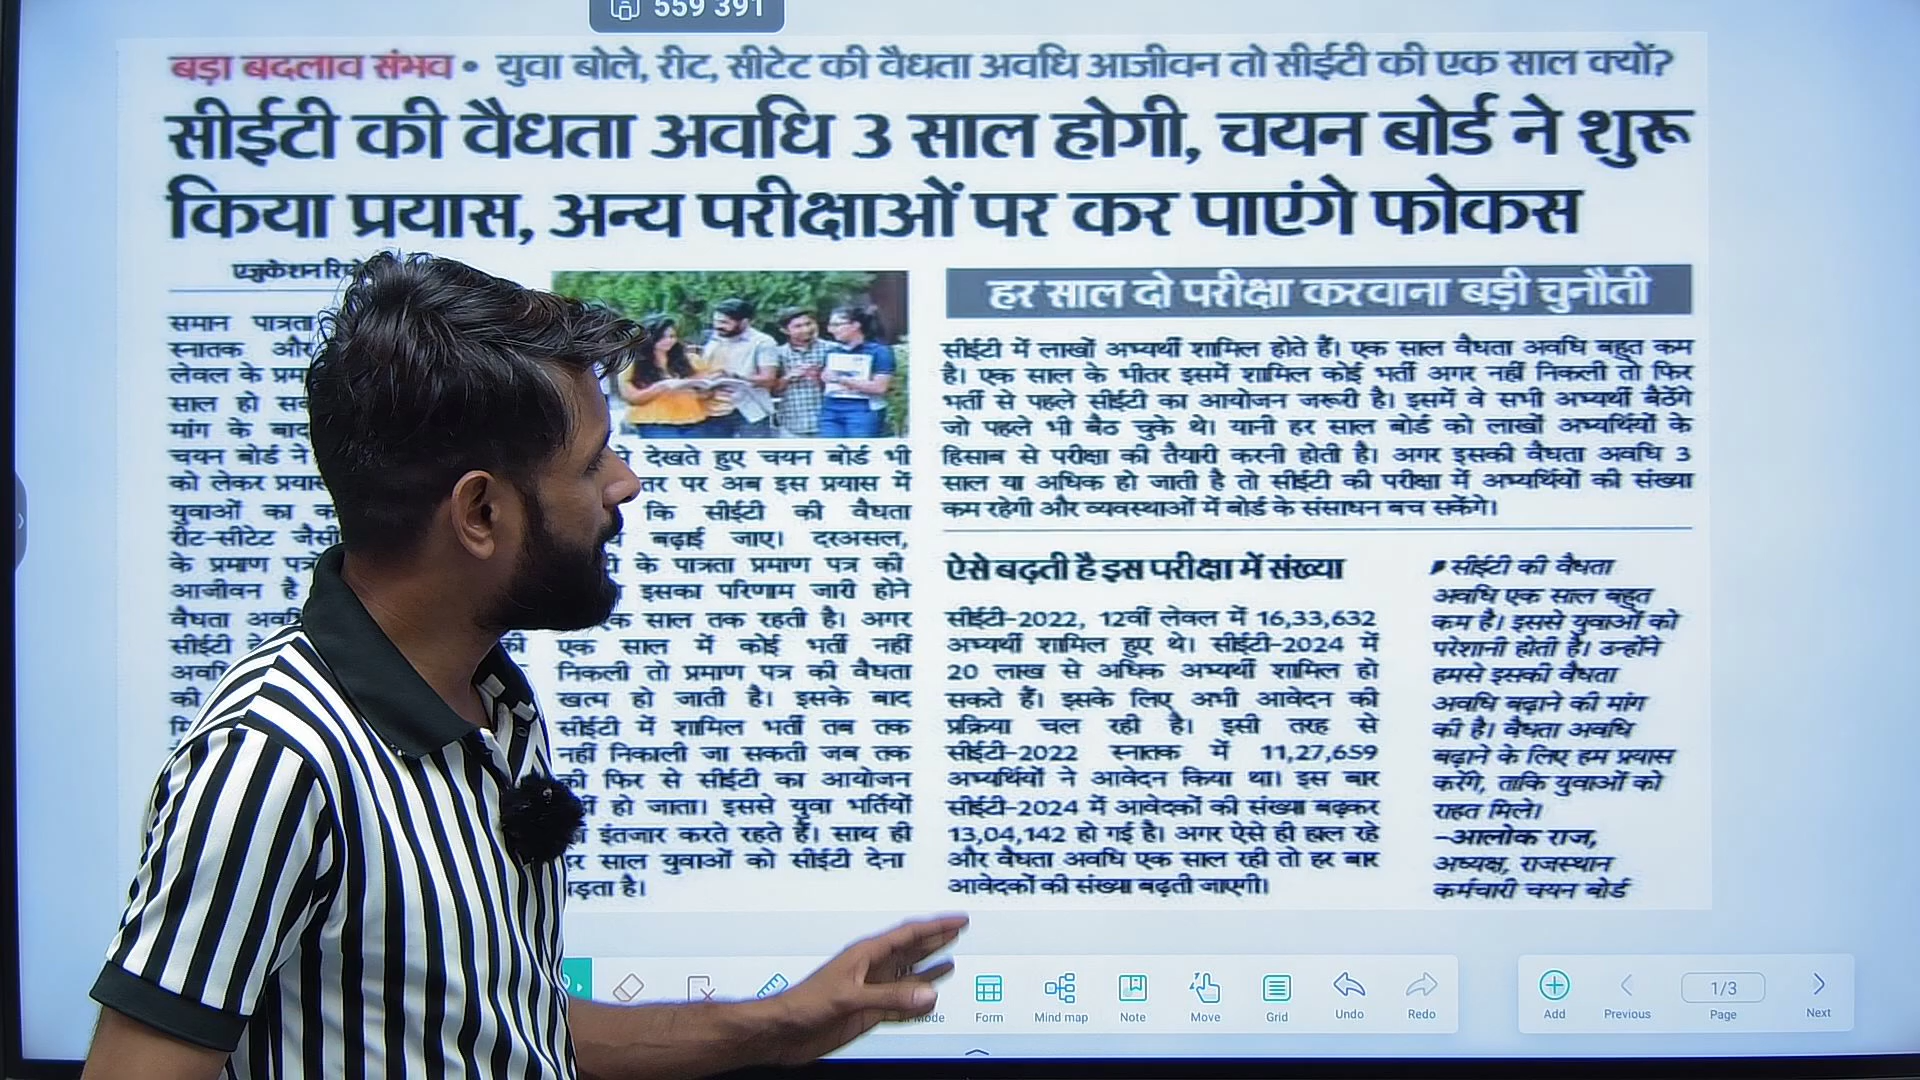 559 391
बड़ा बदलाव संभव • युवा बोले, रीट, सीटेट की वैधता अवधि आजीवन तो सीईटी की एक साल क्यों?
सीईटी की वैधता अवधि 3 साल होगी, चयन बोर्ड ने शुरू
किया प्रयास, अन्य परीक्षाओं पर कर पाएंगे फोकस
एजुकेशन
समान पात्रता
स्नातक और
लेवल के
साल हो
मांग के बाद
चयन बोर्ड ने
को लेकर
युवाओं का
रीट-सीटेट जैसी
के प्रमाण
आजीवन है
वैधता
सीईटी
की
देखते हुए चयन बोर्ड भी
पर अब इस प्रयास में
कि सीईटी की वैधता
बढ़ाई जाए। दरअसल,
के पात्रता प्रमाण पत्र की
इसका परिणाम जारी होने
साल तक रहती है। अगर
एक साल में कोई भर्ती नहीं
निकली तो प्रमाण पत्र की वैधता
खत्म हो जाती है। इसके बाद
सीईटी में शामिल भर्ती तब तक
नहीं निकाली जा सकती जब तक
की फिर से सीईटी का आयोजन
हो जाता। इससे युवा भर्तियों
इंतजार करते रहते हैं। साथ ही
साल युवाओं को सीईटी देना
है।
हर साल दो परीक्षा करवाना बड़ी चुनौती
सीईटी में लाखों अभ्यर्थी शामिल होते हैं। एक साल वैधता अवधि बहुत कम
है। एक साल के भीतर इसमें शामिल कोई भर्ती अगर नहीं निकली तो फिर
भर्ती से पहले सीईटी का आयोजन जरूरी है। इसमें वे सभी अभ्यर्थी बैठेंगे
जो पहले भी बैठ चुके थे। यानी हर साल बोर्ड को लाखों अभ्यर्थियों के
हिसाब से परीक्षा की तैयारी करनी होती है। अगर इसकी वैधता अवधि 3
साल या अधिक हो जाती है तो सीईटी की परीक्षा में अभ्यर्थियों की संख्या
कम रहेगी और व्यवस्थाओं में बोर्ड के संसाधन बच सकेंगे।
ऐसे बढ़ती है इस परीक्षा में संख्या
सीईटी-2022, 12वीं लेवल में 16,33,632
अभ्यर्थी शामिल हुए थे। सीईटी-2024 में
20 लाख से अधिक अभ्यर्थी शामिल हो
सकते हैं। इसके लिए अभी आवेदन की
प्रक्रिया चल रही है। इसी तरह से
सीईटी-2022 स्नातक में 11,27,659
अभ्यर्थियों ने आवेदन किया था। इस बार
सीईटी-2024 में आवेदकों की संख्या बढ़कर
13,04,142 हो गई है। अगर ऐसे ही हाल रहे
और वैधता अवधि एक साल रही तो हर बार
आवेदकों की संख्या बढ़ती जाएगी।
सीईटी की वैधता
अवधि एक साल बहुत
कम है। इससे युवाओं को
परेशानी होती है। उन्होंने
हमसे इसकी वैधता
अवधि बढ़ाने की मांग
की है। वैधता अवधि
बढ़ाने के लिए हम प्रयास
करेंगे, ताकि युवाओं को
राहत मिले।
-आलोक राज,
अध्यक्ष, राजस्थान
कर्मचारी चयन बोर्ड
Form
Mind map
Note
Move
Grid
Undo
Redo
Add
Previous
1/3
Page
Next